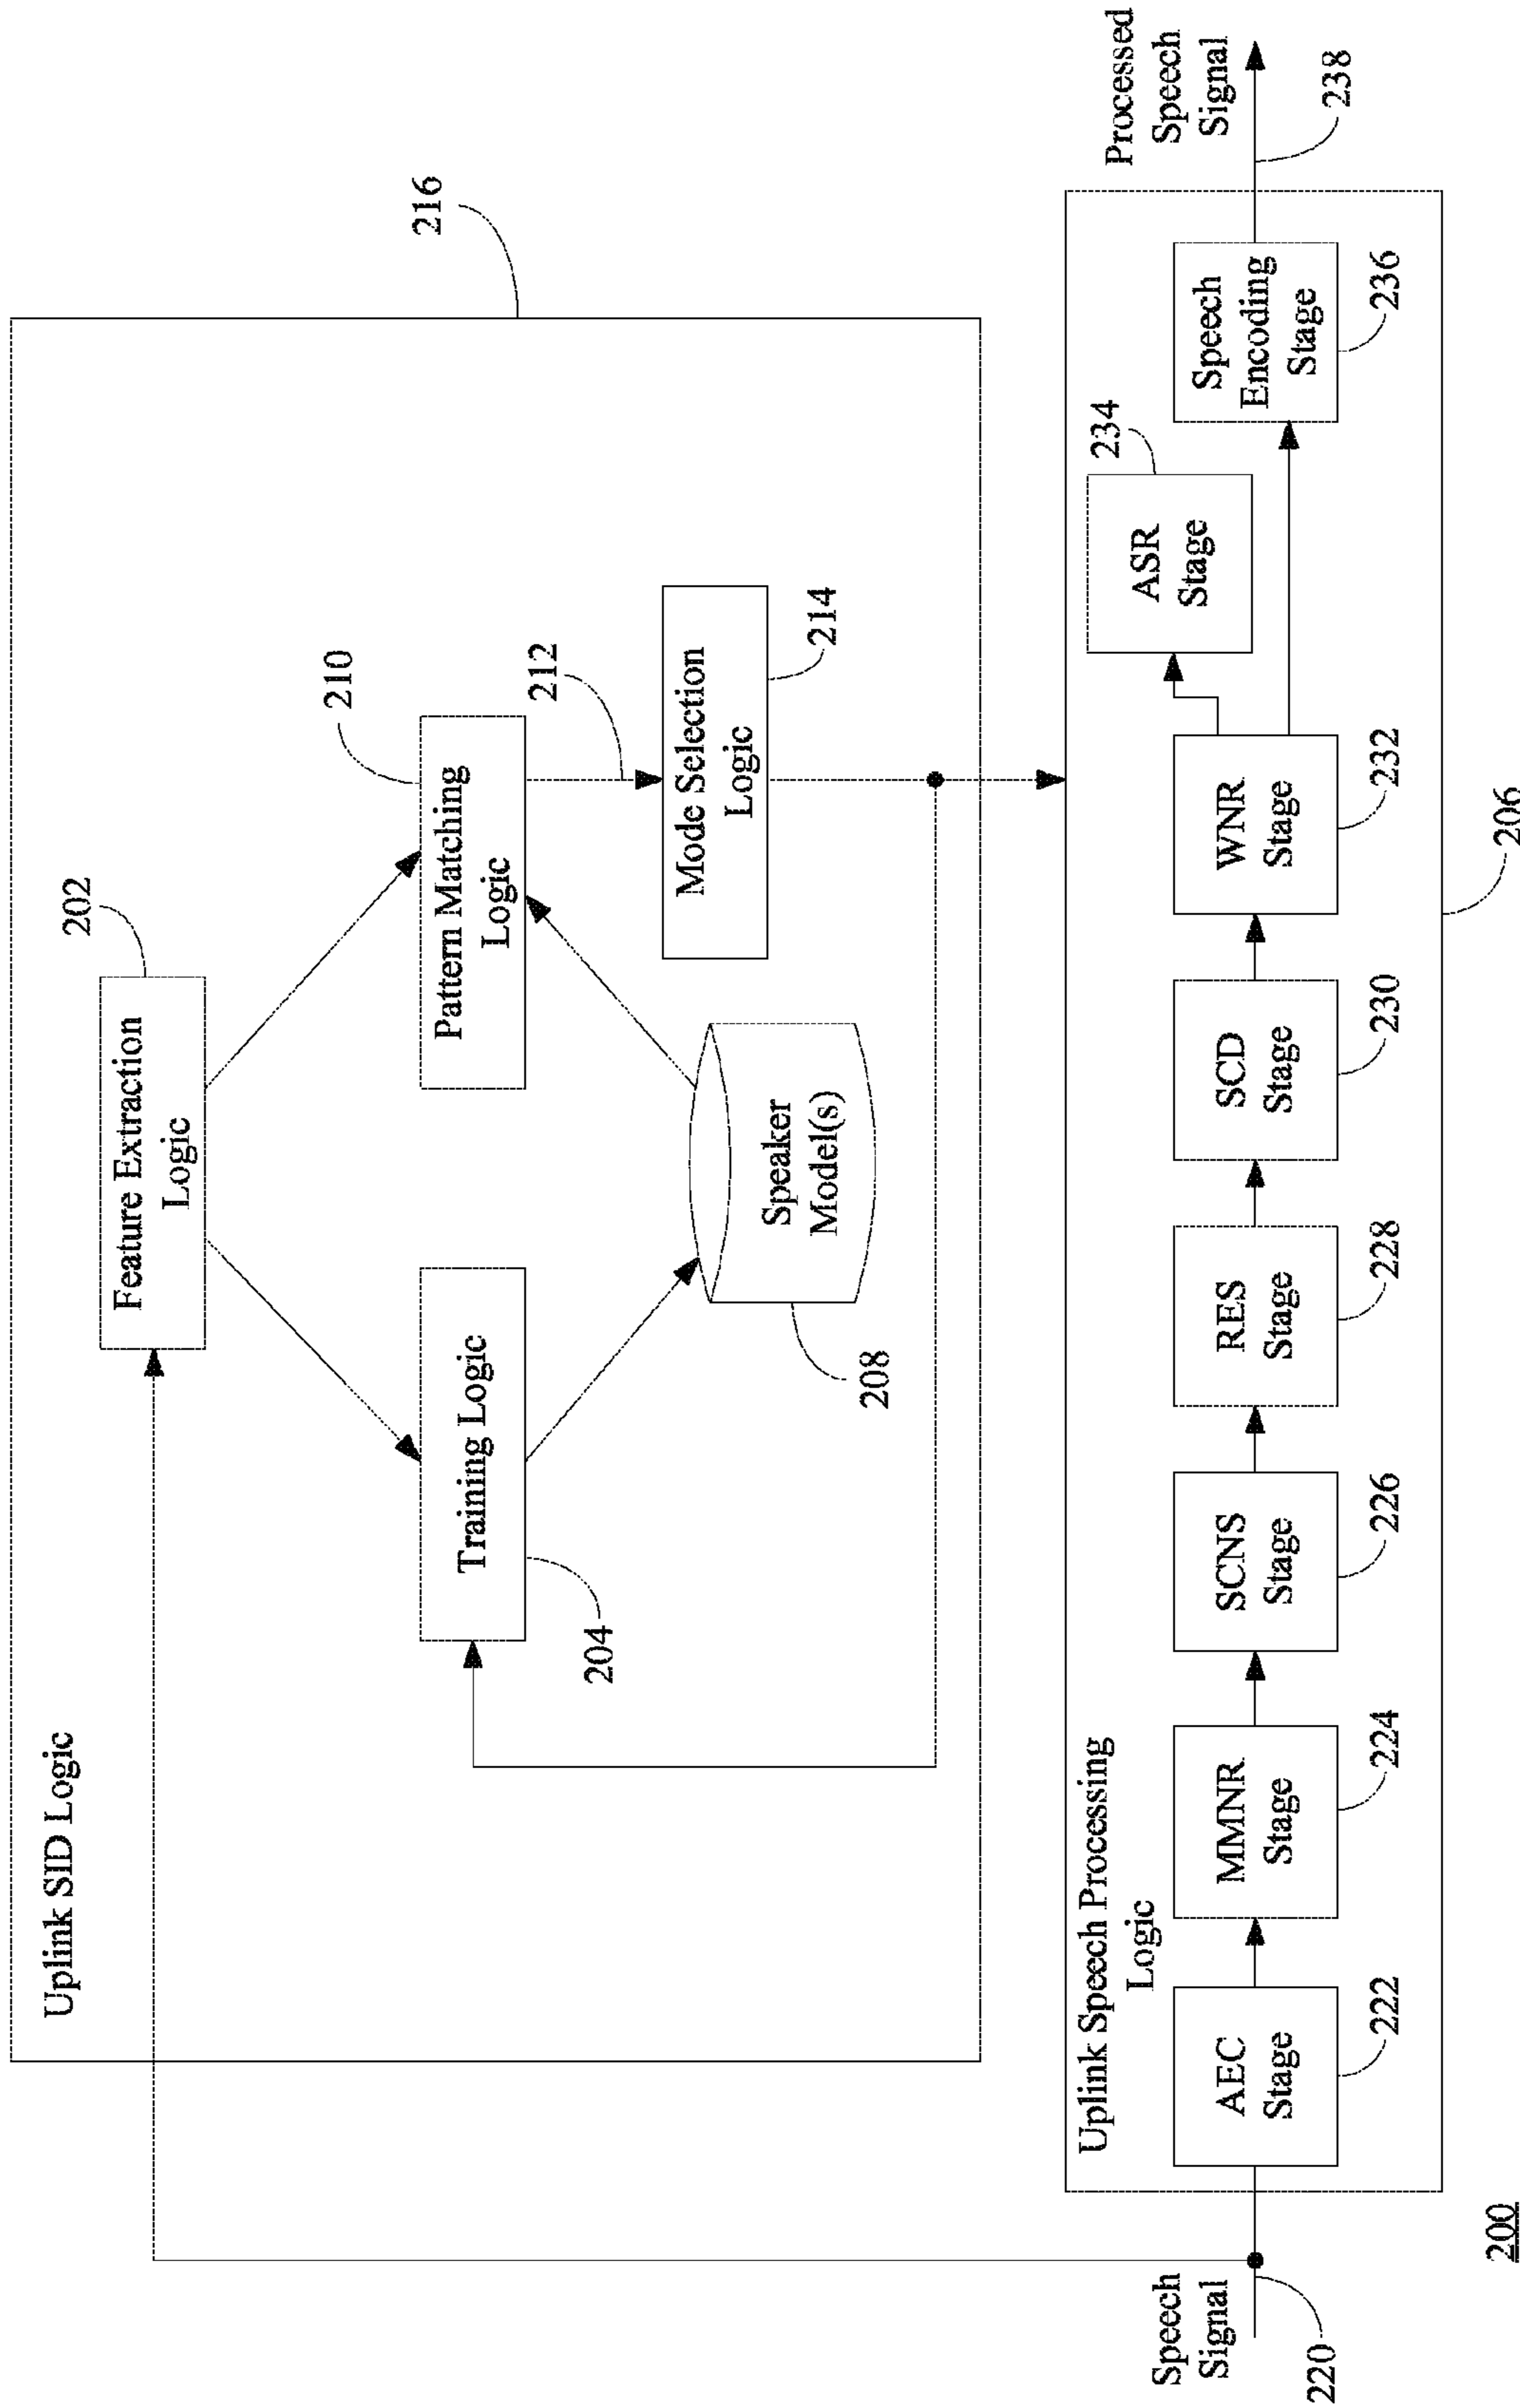 Uplink SID Logic
216
Feature Extraction
Logic
202
Training Logic
204
Pattern Matching
Logic
210
212
Speaker
Model(s)
208
Mode Selection
Logic
214
Uplink Speech Processing
Logic
Speech
Signal
220
AEC
Stage
222
MMNR
Stage
224
SCNS
Stage
226
RES
Stage
228
SCD
Stage
230
WNR
Stage
232
ASR
Stage
234
Speech
Encoding
Stage
236
Processed
Speech
Signal
238
206
200